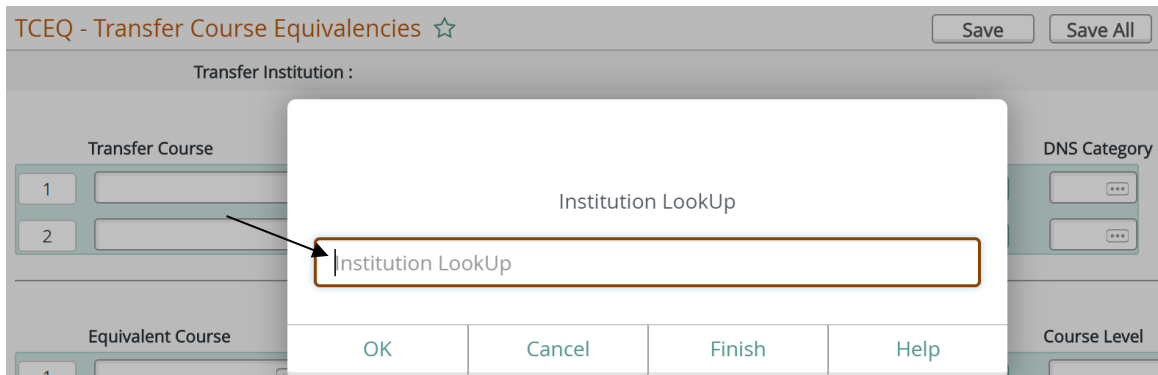 TCEQ - Transfer Course Equivalencies Save Save All
Transfer Institution :
Transfer Course DNS Category
1
2
Institution LookUp
Institution LookUp
Equivalent Course Course Level
OK Cancel Finish Help
1